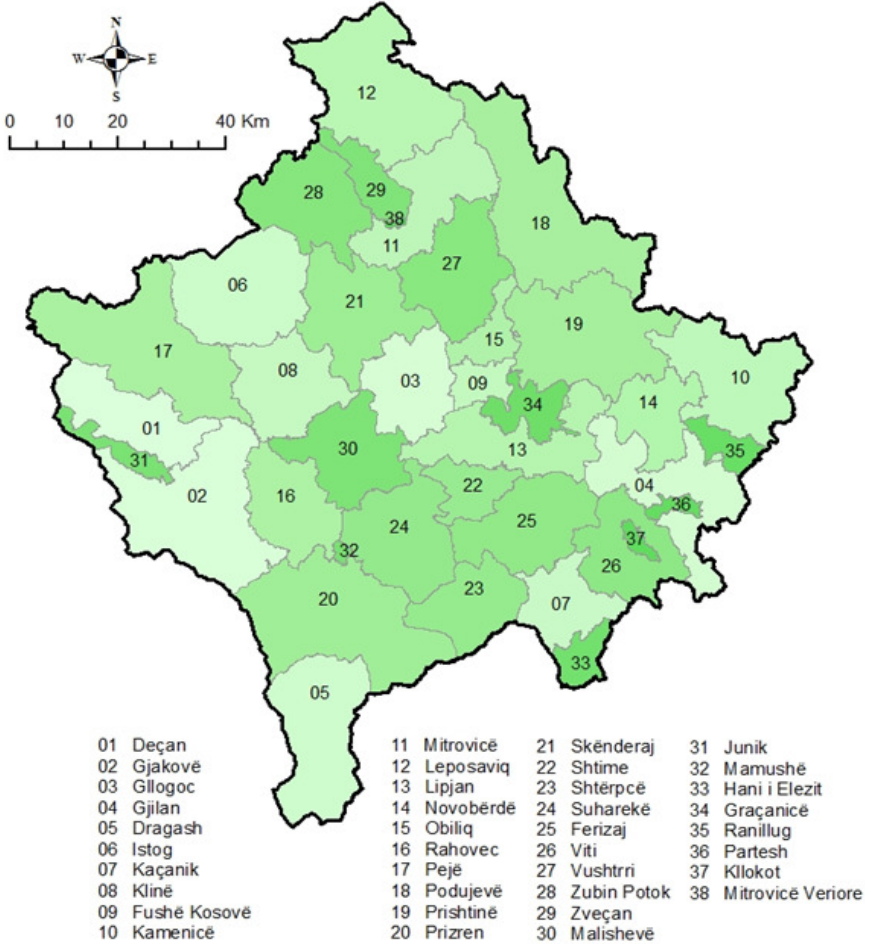 N
W E
S
0 10 20 40 Km
12
28
29
38
11
18
27
06
21
19
15
17
08
03
09
10
34
14
01
30
13
35
31
04
02
16
22
36
24
25
37
32
26
20
23
07
33
05
01 Deçan
02 Gjakovë
03 Gllogoc
04 Gjilan
05 Dragash
06 Istog
07 Kaçanik
08 Klinë
09 Fushë Kosovë
10 Kamenicë
11 Mitrovicë
12 Leposaviq
13 Lipjan
14 Novobërdë
15 Obiliq
16 Rahovec
17 Pejë
18 Podujevë
19 Prishtinë
20 Prizren
21 Skënderaj
22 Shtime
23 Shtërpcë
24 Suharekë
25 Ferizaj
26 Viti
27 Vushtrri
28 Zubin Potok
29 Zveçan
30 Malishevë
31 Junik
32 Mamushë
33 Hani i Elezit
34 Graçanicë
35 Ranillug
36 Partesh
37 Kllokot
38 Mitrovicë Veriore